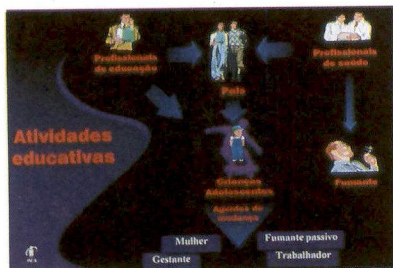 Profissionais
de educação
Profissionais
de saúde
Pais
Atividades
educativas
Crianças
Adolescentes
Agentes de
mudança
Fumante
Mulher
Fumante passivo
Gestante
Trabalhador
INCA